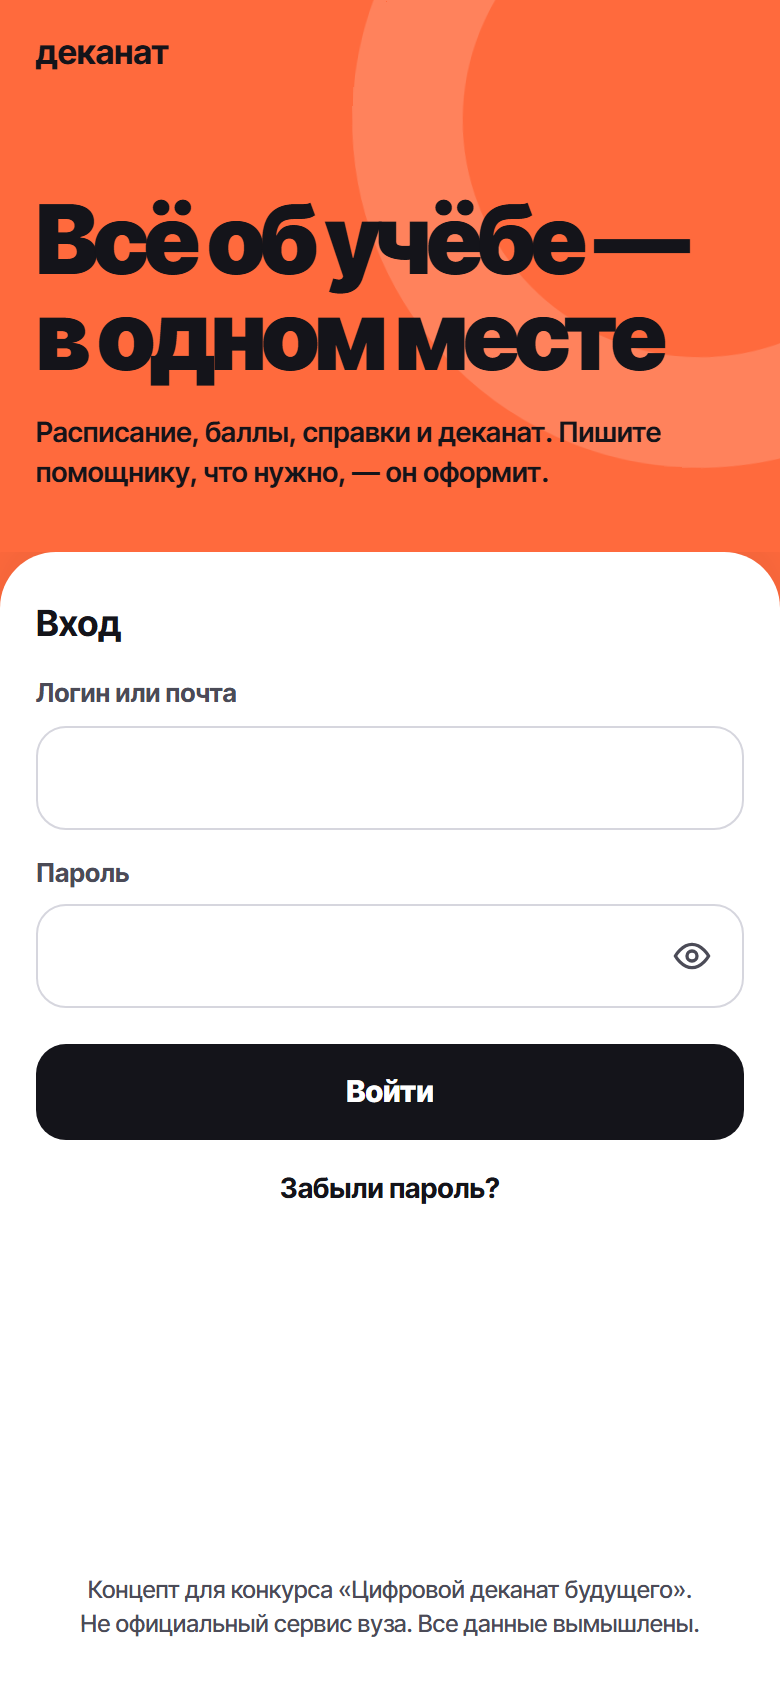 деканат
Всё об учёбе —
в одном месте
Расписание, баллы, справки и деканат. Пишите
помощнику, что нужно, — он оформит.
Вход
Логин или почта
Пароль
Войти
Забыли пароль?
Концепт для конкурса «Цифровой деканат будущего».
Не официальный сервис вуза. Все данные вымышлены.